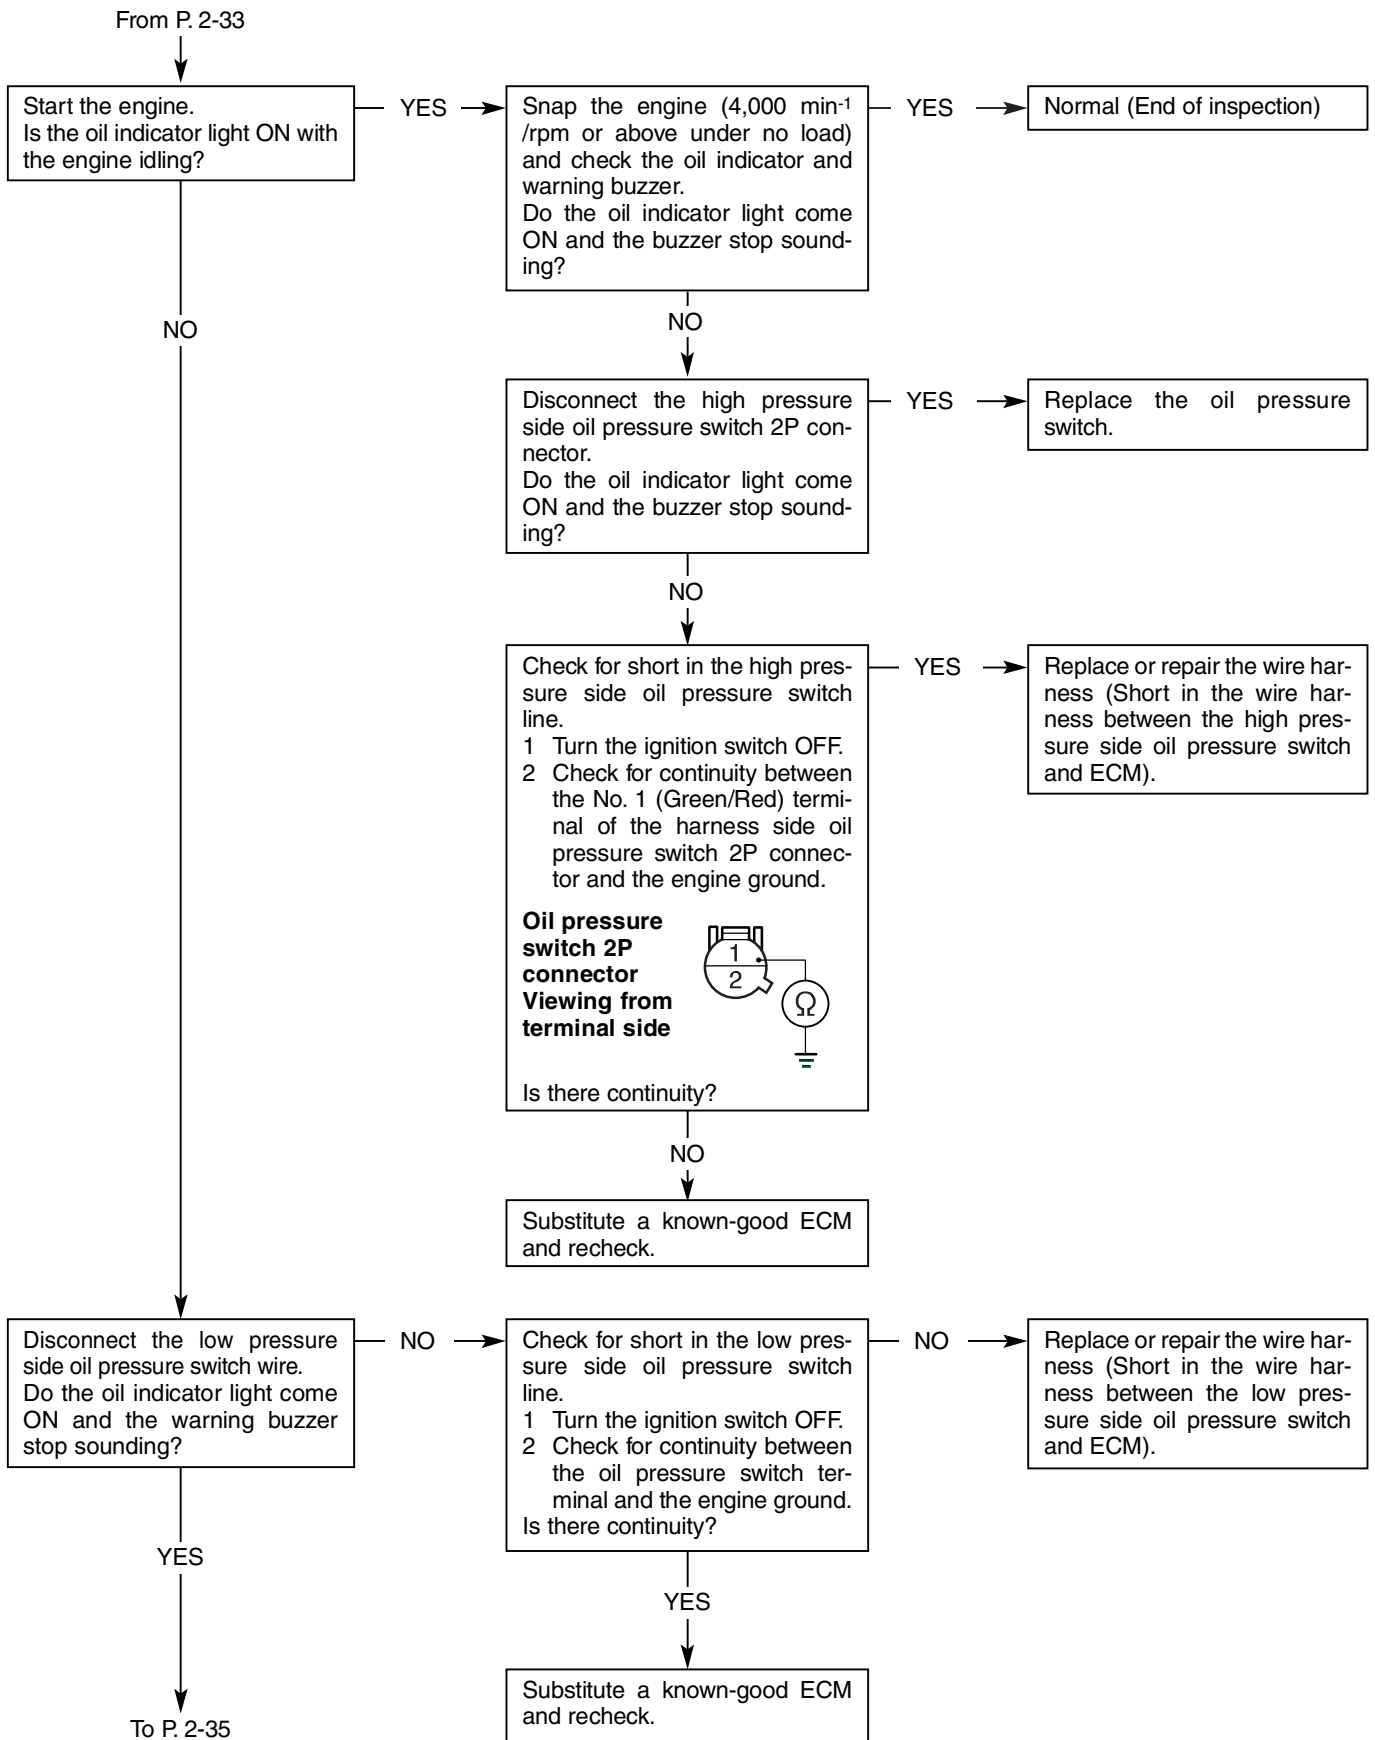 From P. 2-33
Start the engine.
Is the oil indicator light ON with
the engine idling?
YES
Snap the engine (4,000 min-1
/rpm or above under no load)
and check the oil indicator and
warning buzzer.
Do the oil indicator light come
ON and the buzzer stop sound-
ing?
YES
Normal (End of inspection)
NO
NO
Disconnect the high pressure
side oil pressure switch 2P con-
nector.
Do the oil indicator light come
ON and the buzzer stop sound-
ing?
YES
Replace the oil pressure
switch.
NO
Check for short in the high pres-
sure side oil pressure switch
line.
1 Turn the ignition switch OFF.
2 Check for continuity between
the No. 1 (Green/Red) termi-
nal of the harness side oil
pressure switch 2P connec-
tor and the engine ground.
Oil pressure
switch 2P
connector
Viewing from
terminal side
1
2
Ω
Is there continuity?
YES
Replace or repair the wire har-
ness (Short in the wire har-
ness between the high pres-
sure side oil pressure switch
and ECM).
NO
Substitute a known-good ECM
and recheck.
Disconnect the low pressure
side oil pressure switch wire.
Do the oil indicator light come
ON and the warning buzzer
stop sounding?
NO
Check for short in the low pres-
sure side oil pressure switch
line.
1 Turn the ignition switch OFF.
2 Check for continuity between
the oil pressure switch ter-
minal and the engine ground.
Is there continuity?
NO
Replace or repair the wire har-
ness (Short in the wire har-
ness between the low pres-
sure side oil pressure switch
and ECM).
YES
YES
Substitute a known-good ECM
and recheck.
To P. 2-35